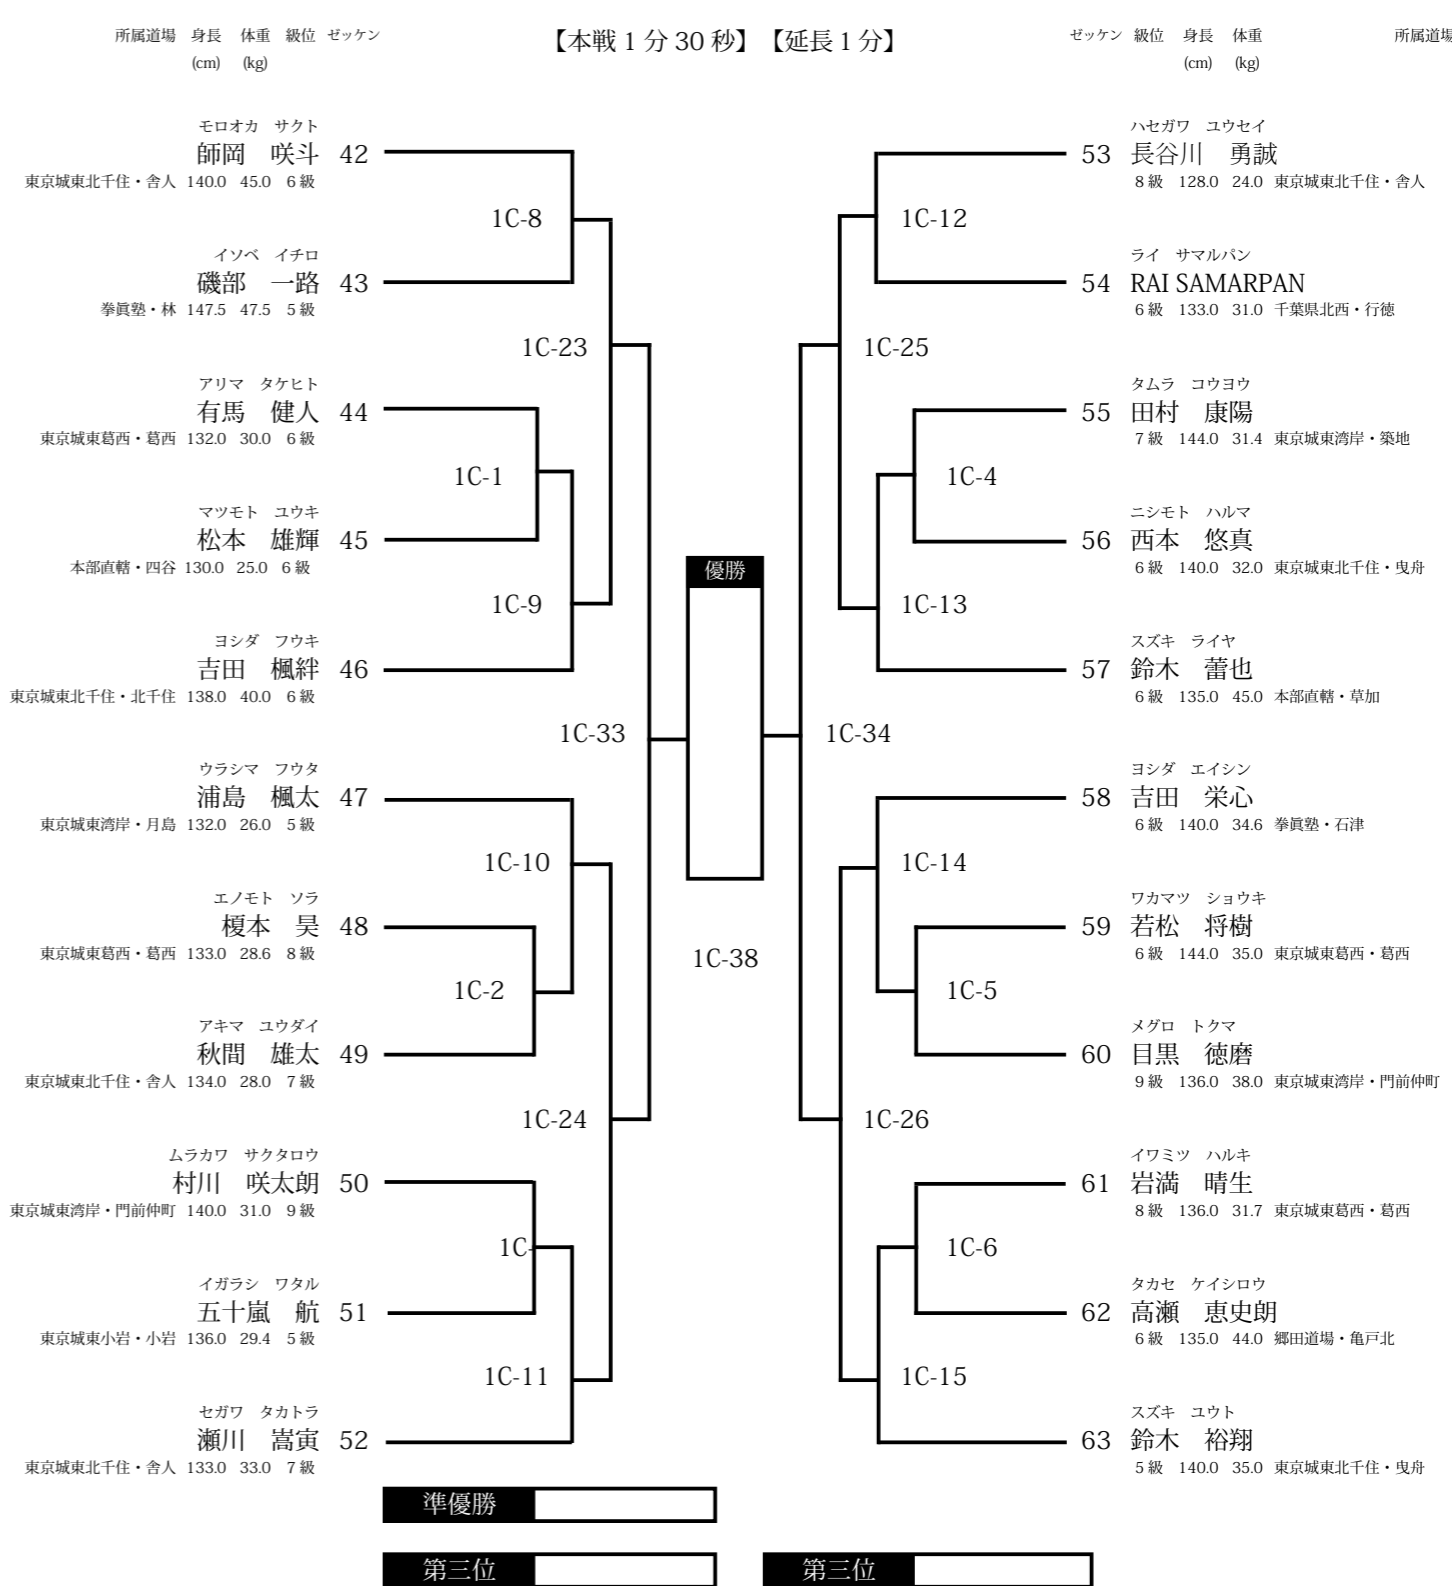 所属道場 身長 体重 級位 ゼッケン
(cm) (kg)
【本戦 1 分 30 秒】【延長 1 分】
ゼッケン 級位 身長 体重 所属道場
(cm) (kg)
モロオカ サクト
師岡 咲斗 42
東京城東北千住・舎人 140.0 45.0 6 級
1C-8
イソベ イチロ
磯部 一路 43
拳眞塾・林 147.5 47.5 5 級
1C-23
アリマ タケヒト
有馬 健人 44
東京城東葛西・葛西 132.0 30.0 6 級
1C-1
マツモト ユウキ
松本 雄輝 45
本部直轄・四谷 130.0 25.0 6 級
1C-9
ヨシダ フウキ
吉田 楓絆 46
東京城東北千住・北千住 138.0 40.0 6 級
1C-33
ウラシマ フウタ
浦島 楓太 47
東京城東湾岸・月島 132.0 26.0 5 級
1C-10
エノモト ソラ
榎本 昊 48
東京城東葛西・葛西 133.0 28.6 8 級
1C-2
アキマ ユウダイ
秋間 雄太 49
東京城東北千住・舎人 134.0 28.0 7 級
1C-24
ムラカワ サクタロウ
村川 咲太朗 50
東京城東湾岸・門前仲町 140.0 31.0 9 級
1C-
イガラシ ワタル
五十嵐 航 51
東京城東小岩・小岩 136.0 29.4 5 級
1C-11
セガワ タカトラ
瀬川 嵩寅 52
東京城東北千住・舎人 133.0 33.0 7 級
優勝
1C-38
ハセガワ ユウセイ
53 長谷川 勇誠
8 級 128.0 24.0 東京城東北千住・舎人
1C-12
ライ サマルパン
54 RAI SAMARPAN
6 級 133.0 31.0 千葉県北西・行徳
1C-25
タムラ コウヨウ
55 田村 康陽
7 級 144.0 31.4 東京城東湾岸・築地
1C-4
ニシモト ハルマ
56 西本 悠真
6 級 140.0 32.0 東京城東北千住・曳舟
1C-13
スズキ ライヤ
57 鈴木 蕾也
6 級 135.0 45.0 本部直轄・草加
1C-34
ヨシダ エイシン
58 吉田 栄心
6 級 140.0 34.6 拳眞塾・石津
1C-14
ワカマツ ショウキ
59 若松 将樹
6 級 144.0 35.0 東京城東葛西・葛西
1C-5
メグロ トクマ
60 目黒 徳磨
9 級 136.0 38.0 東京城東湾岸・門前仲町
1C-26
イワミツ ハルキ
61 岩満 晴生
8 級 136.0 31.7 東京城東葛西・葛西
1C-6
タカセ ケイシロウ
62 高瀬 恵史朗
6 級 135.0 44.0 郷田道場・亀戸北
1C-15
スズキ ユウト
63 鈴木 裕翔
5 級 140.0 35.0 東京城東北千住・曳舟
準優勝
第三位 第三位